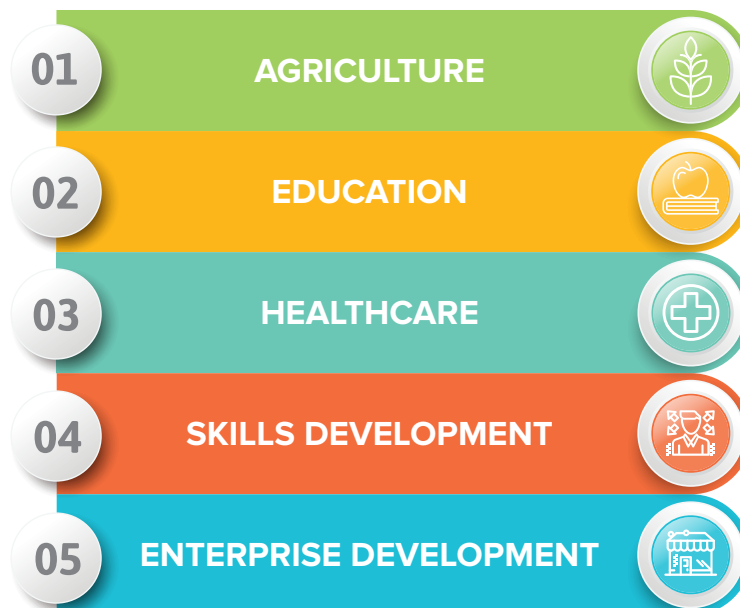 01
AGRICULTURE
02
EDUCATION
03
HEALTHCARE
04
SKILLS DEVELOPMENT
05
ENTERPRISE DEVELOPMENT